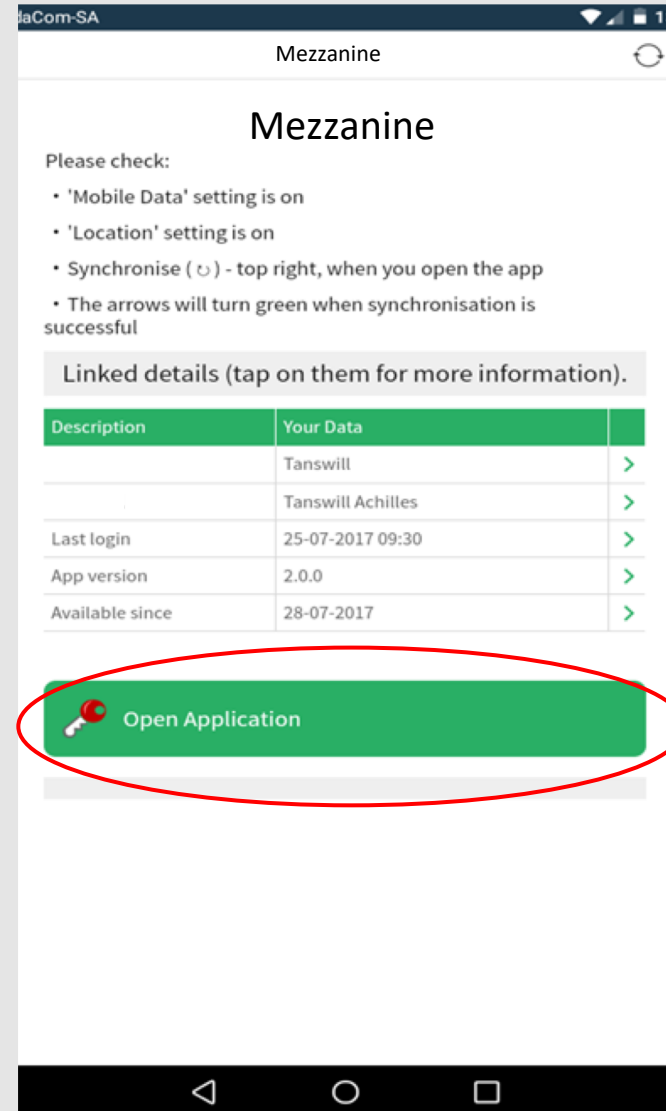 daCom-SA 1
Mezzanine
Mezzanine
Please check:
• 'Mobile Data' setting is on
• 'Location' setting is on
• Synchronise (↻) - top right, when you open the app
• The arrows will turn green when synchronisation is
successful
Linked details (tap on them for more information).
Description Your Data
Tanswill >
Tanswill Achilles >
Last login 25-07-2017 09:30 >
App version 2.0.0 >
Available since 28-07-2017 >
Open Application